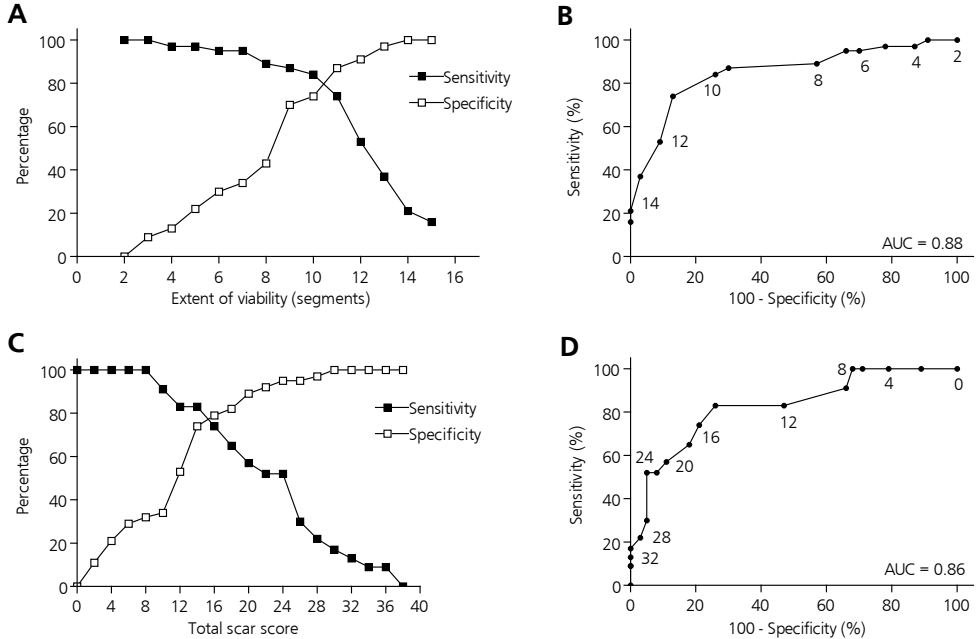 A
100
80
60
40
20
0
Percentage
Sensitivity
Specificity
0 2 4 6 8 10 12 14 16
Extent of viability (segments)
B
100
80
60
40
20
0
Sensitivity (%)
2
4
6
8
10
12
14
AUC = 0.88
0 20 40 60 80 100
100 - Specificity (%)
C
100
80
60
40
20
0
Percentage
Sensitivity
Specificity
0 4 8 12 16 20 24 28 32 36 40
Total scar score
D
100
80
60
40
20
0
Sensitivity (%)
8
4
0
12
16
20
24
28
32
AUC = 0.86
0 20 40 60 80 100
100 - Specificity (%)